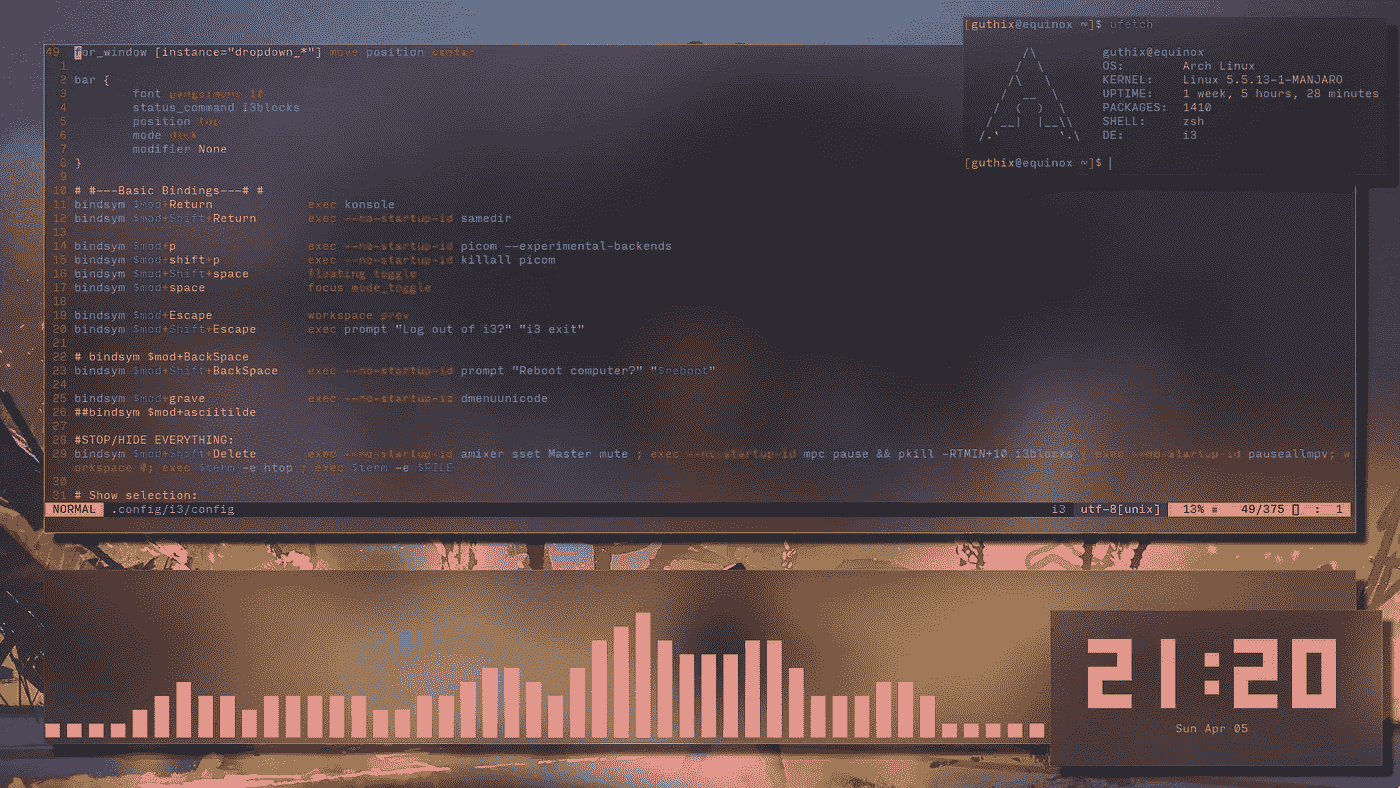 49 for_window [instance="dropdown_*"] move position center
1
2 bar {
3 font pango:mono 10
4 status_command i3blocks
5 position top
6 mode dock
7 modifier None
8 }
9
10 # #---Basic Bindings---# #
11 bindsym $mod+Return exec konsole
12 bindsym $mod+Shift+Return exec --no-startup-id samedir
13
14 bindsym $mod+p exec --no-startup-id picom --experimental-backends
15 bindsym $mod+shift+p exec --no-startup-id killall picom
16 bindsym $mod+Shift+space floating toggle
17 bindsym $mod+space focus mode_toggle
18
19 bindsym $mod+Escape workspace prev
20 bindsym $mod+Shift+Escape exec prompt "Log out of i3?" "i3 exit"
21
22 # bindsym $mod+BackSpace
23 bindsym $mod+Shift+BackSpace exec --no-startup-id prompt "Reboot computer?" "$reboot"
24
25 bindsym $mod+grave exec --no-startup-id dmenuunicode
26 ##bindsym $mod+asciitilde
27
28 #STOP/HIDE EVERYTHING:
29 bindsym $mod+Shift+Delete exec --no-startup-id amixer sset Master mute ; exec --no-startup-id mpc pause && pkill -RTMIN+10 i3blocks ; exec --no-startup-id pauseallmpv; w
orkspace 0; exec $term -e htop ; exec $term -e $FILE
30
31 # Show selection:
NORMAL .config/i3/config i3 utf-8[unix] 13% ≡ 49/375 : 1
[guthix@equinox ~]$ ufetch
guthix@equinox
OS: Arch Linux
KERNEL: Linux 5.5.13-1-MANJARO
UPTIME: 1 week, 5 hours, 28 minutes
PACKAGES: 1410
SHELL: zsh
DE: i3
[guthix@equinox ~]$
21:20
Sun Apr 05